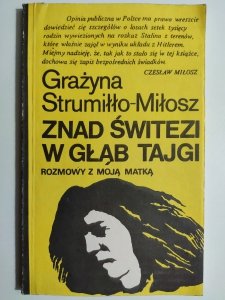 Opinia publiczna w Polsce ma prawo wreszcie
dowiedzieć się szczegółów o losach setek tysięcy
rodzin wywiezionych na rozkaz Stalina z terenów,
które właśnie zajął w wyniku układu z Hitlerem.
Miejmy nadzieję, że, tak jak to stało się w tej książce,
dochowa się zapis bezpośrednich świadków.
CZESŁAW MIŁOSZ
Grażyna
Strumiłło-Miłosz
ZNAD ŚWITEZI
W GŁĄB TAJGI
ROZMOWY Z MOJĄ MATKĄ